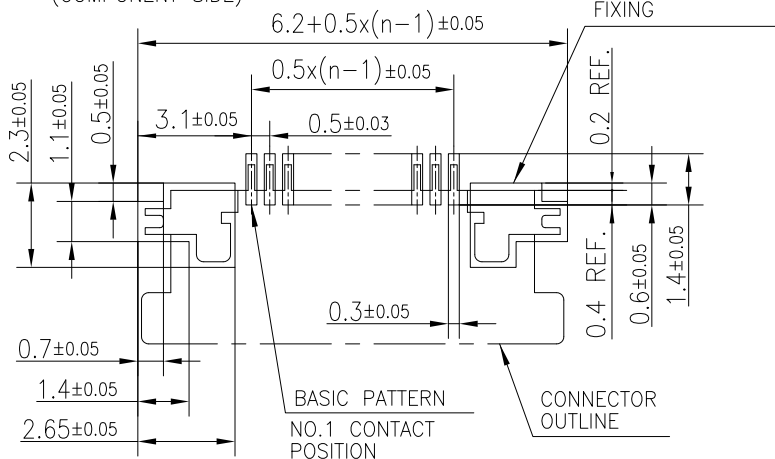 (COMPONENT SIDE)
6.2+0.5x(n-1)±0.05
FIXING
0.5x(n-1)±0.05
3.1±0.05
0.5±0.03
2.3±0.05
1.1±0.05
0.5±0.05
0.2 REF.
0.4 REF.
0.6±0.05
1.4±0.05
0.3±0.05
0.7±0.05
1.4±0.05
2.65±0.05
BASIC PATTERN
NO.1 CONTACT
POSITION
CONNECTOR
OUTLINE